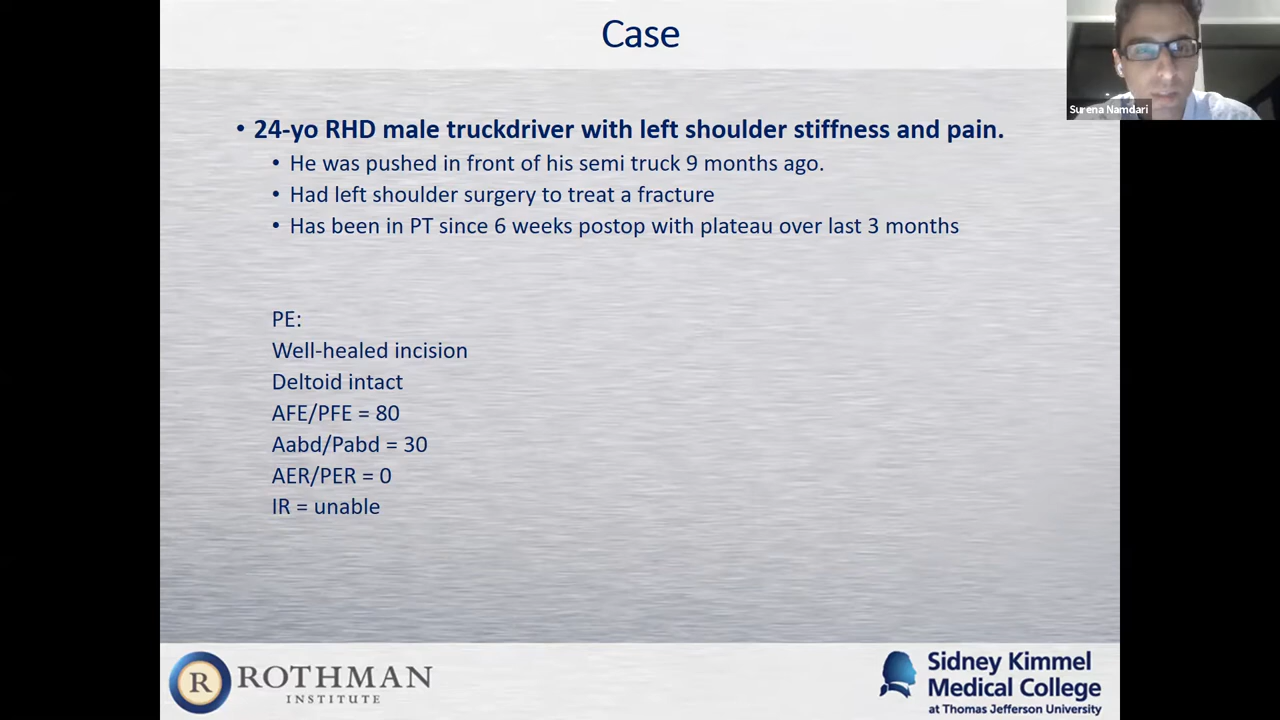 Case
Surena Namdari
• 24-yo RHD male truckdriver with left shoulder stiffness and pain.
• He was pushed in front of his semi truck 9 months ago.
• Had left shoulder surgery to treat a fracture
• Has been in PT since 6 weeks postop with plateau over last 3 months
PE:
Well-healed incision
Deltoid intact
AFE/PFE = 80
Aabd/Pabd = 30
AER/PER = 0
IR = unable
R ROTHMAN
INSTITUTE
Sidney Kimmel
Medical College
at Thomas Jefferson University